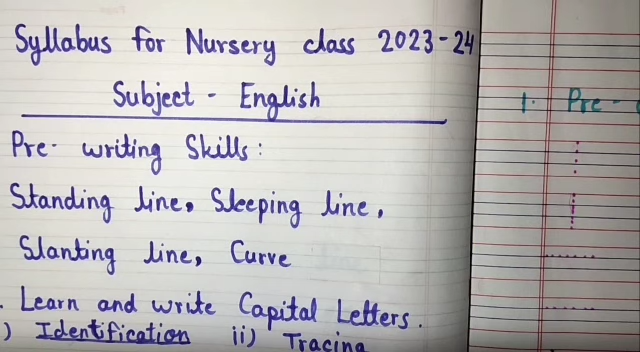 Syllabus for Nursery class 2023-24
Subject - English
Pre- writing Skills:
Standing line, Sleeping line,
Slanting line, Curve
. Learn and write Capital Letters.
) Identification ii) Tracing
1. Pre -